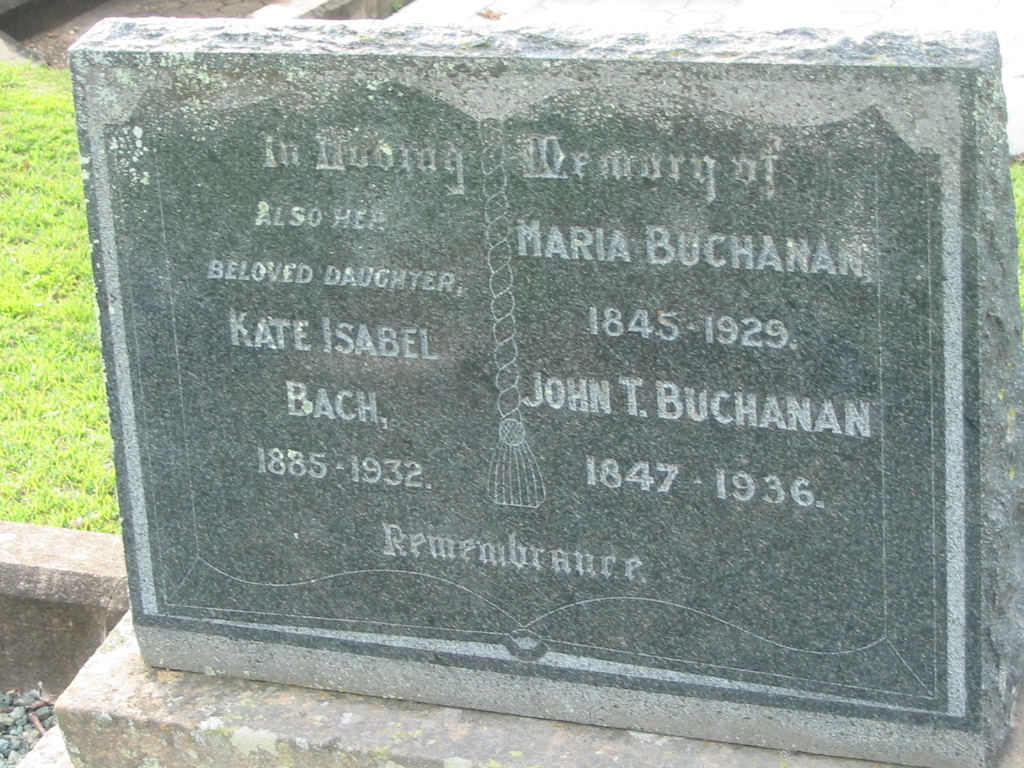 In Loving Memory of
ALSO HER
BELOVED DAUGHTER,
KATE ISABEL
BACH,
1885-1932.
MARIA BUCHANAN,
1845-1929.
JOHN T. BUCHANAN
1847-1936.
Remembrance.